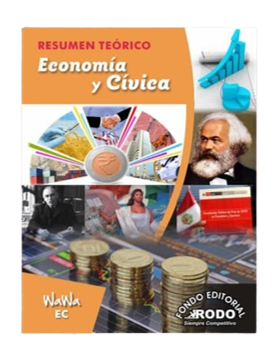 RESUMEN TEÓRICO
Economía
y Cívica
WaWa
EC
FONDO EDITORIAL
RODO
Siempre Competitivo